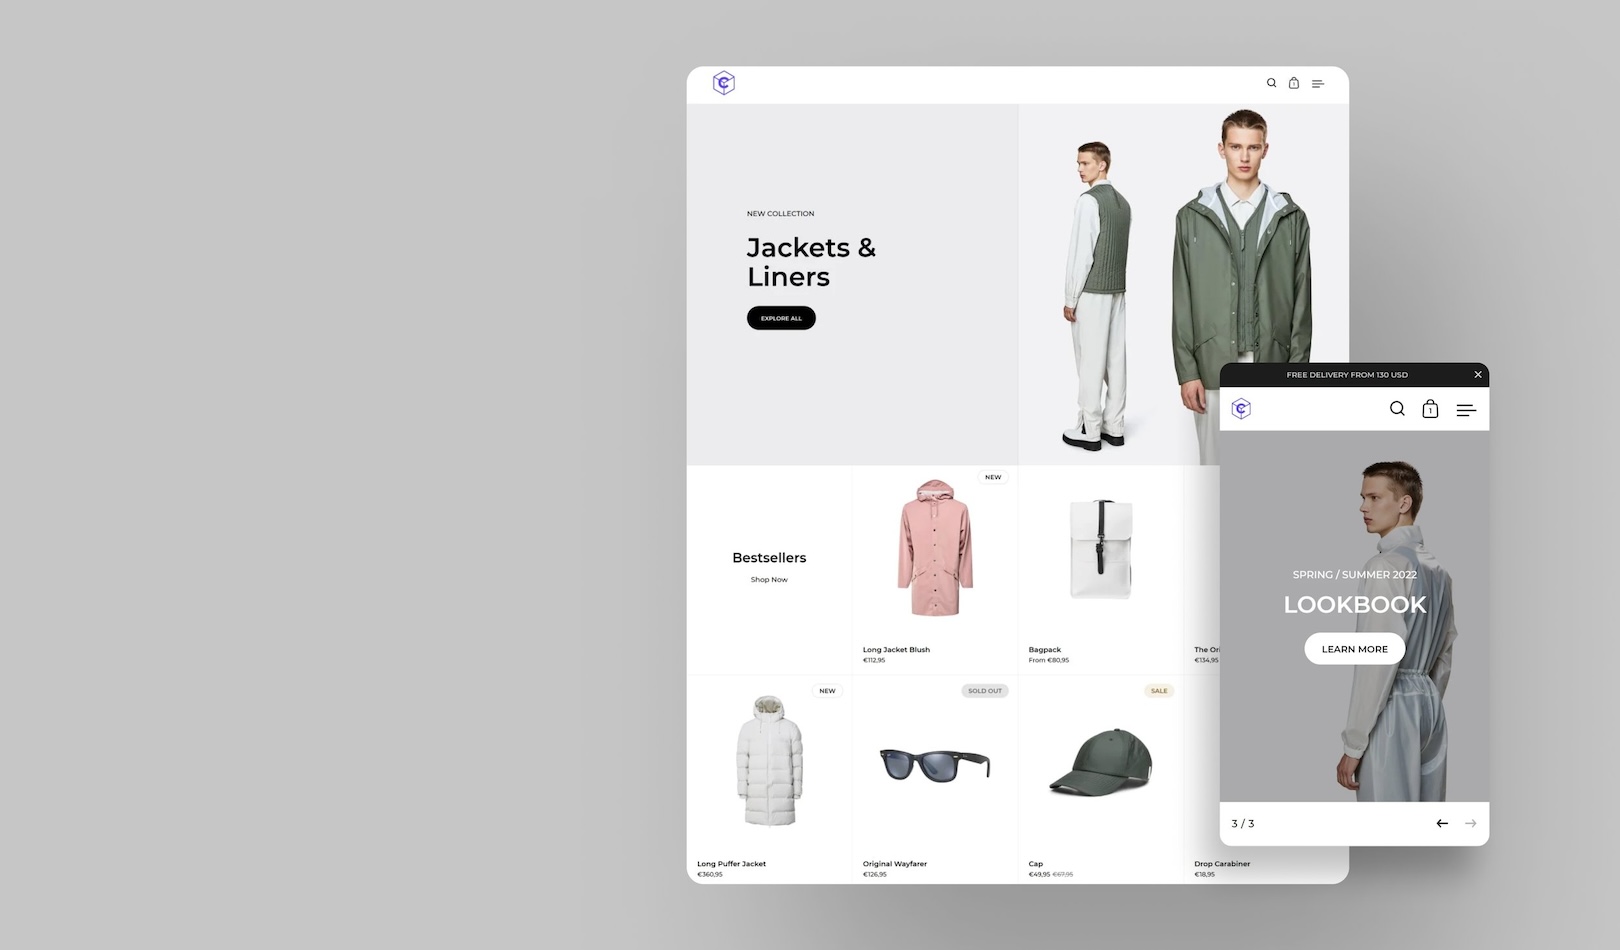 NEW COLLECTION
Jackets &
Liners
EXPLORE ALL
Bestsellers
Shop Now
NEW
Long Jacket Blush
€112,95
Bagpack
From €80,95
The Ori
€134,95
NEW
Long Puffer Jacket
€360,95
SOLD OUT
Original Wayfarer
€126,95
SALE
Cap
€49,95 €67,95
Drop Carabiner
€18,95
FREE DELIVERY FROM 130 USD
1
SPRING / SUMMER 2022
LOOKBOOK
LEARN MORE
3 / 3